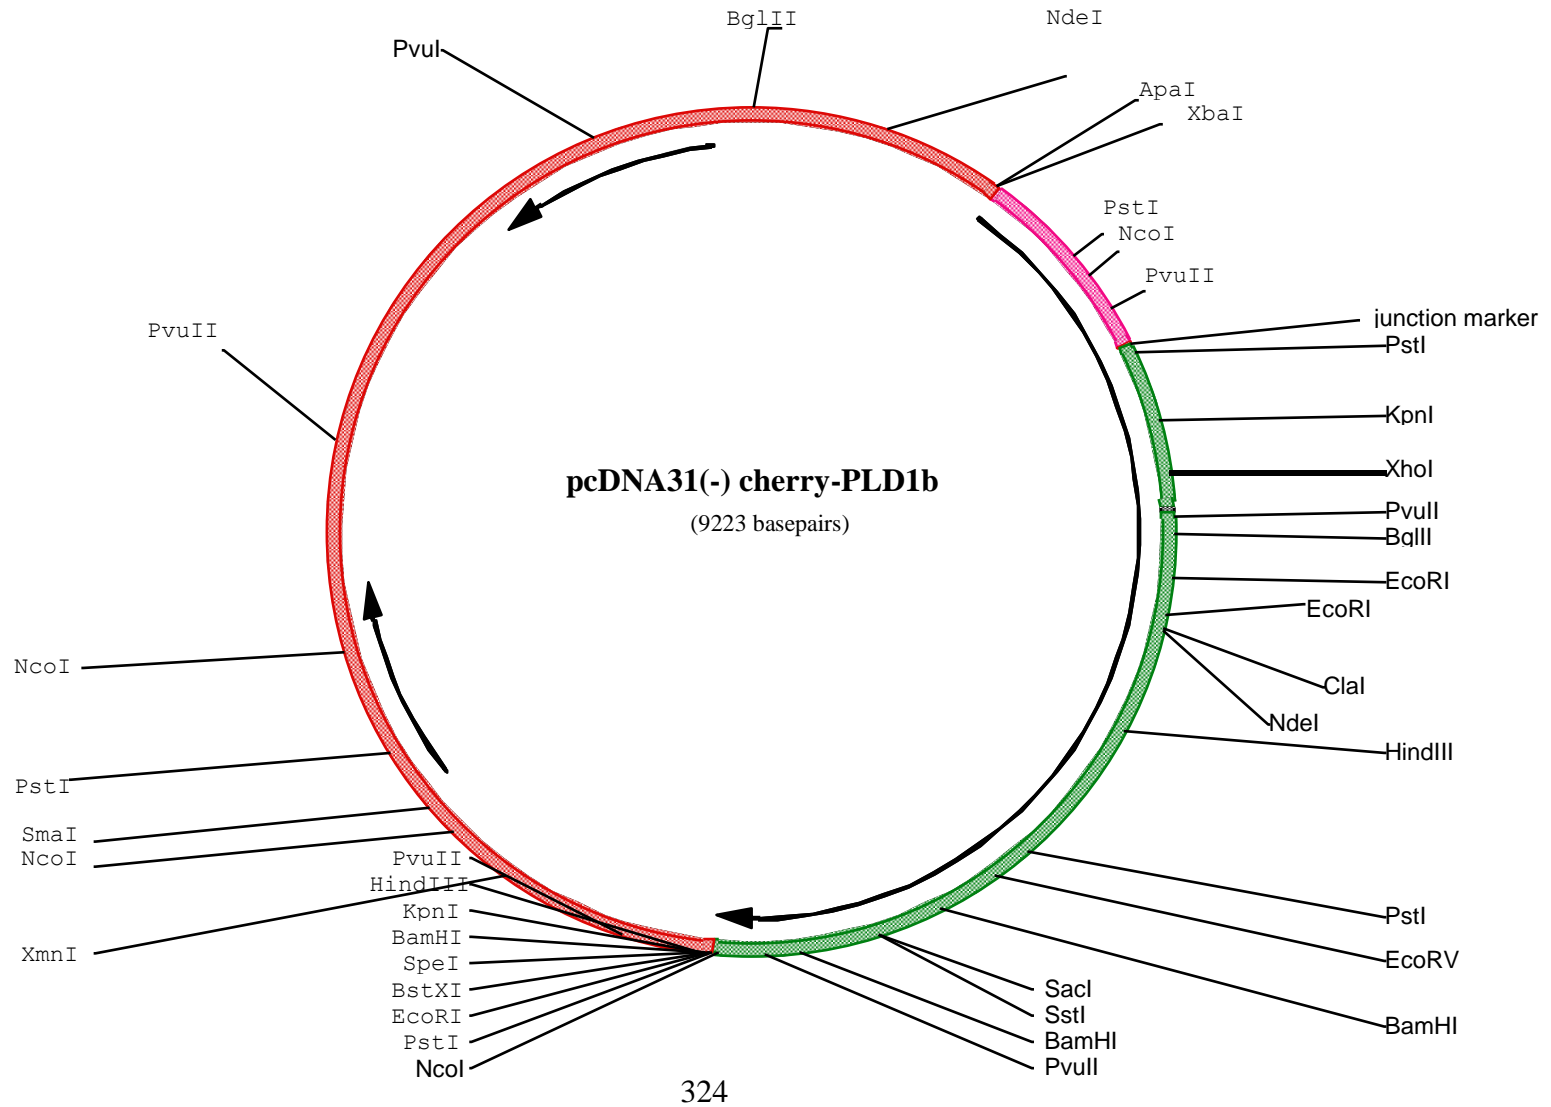 BglII
NdeI
PvuI
ApaI
XbaI
PstI
NcoI
PvuII
junction marker
PstI
KpnI
XhoI
PvuII
BglII
EcoRI
EcoRI
ClaI
NdeI
HindIII
PvuII
pcDNA31(-) cherry-PLD1b
(9223 basepairs)
NcoI
PstI
SmaI
NcoI
XmnI
PvuII
HindIII
KpnI
BamHI
SpeI
BstXI
EcoRI
PstI
NcoI
PstI
EcoRV
BamHI
SacI
SstI
BamHI
PvuII
324